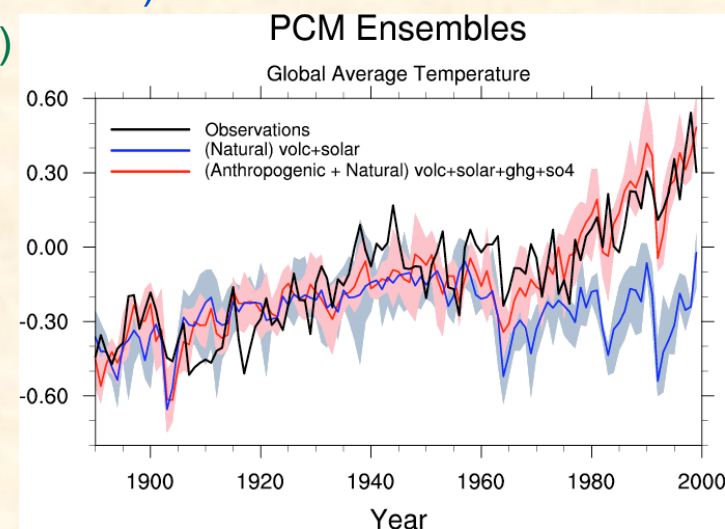 )
)
PCM Ensembles
Global Average Temperature
0.60
Observations
(Natural) volc+solar
0.30
(Anthropogenic + Natural) volc+solar+ghg+so4
0.00
-0.30
-0.60
1900 1920 1940 1960 1980 2000
Year